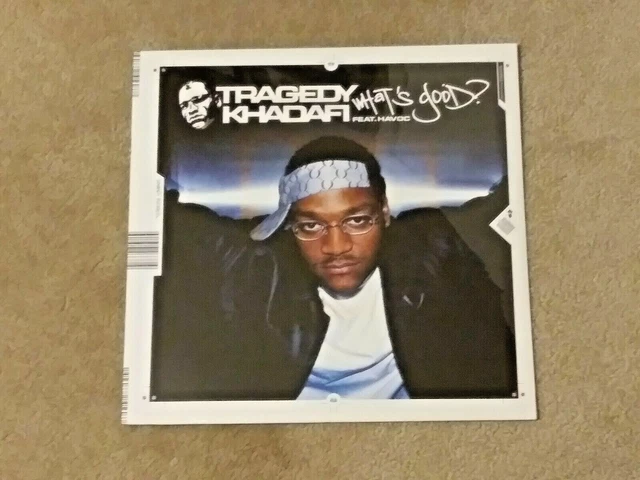 TRAGEDY
KHADAFI
what's gooD?
FEAT. HAVOC